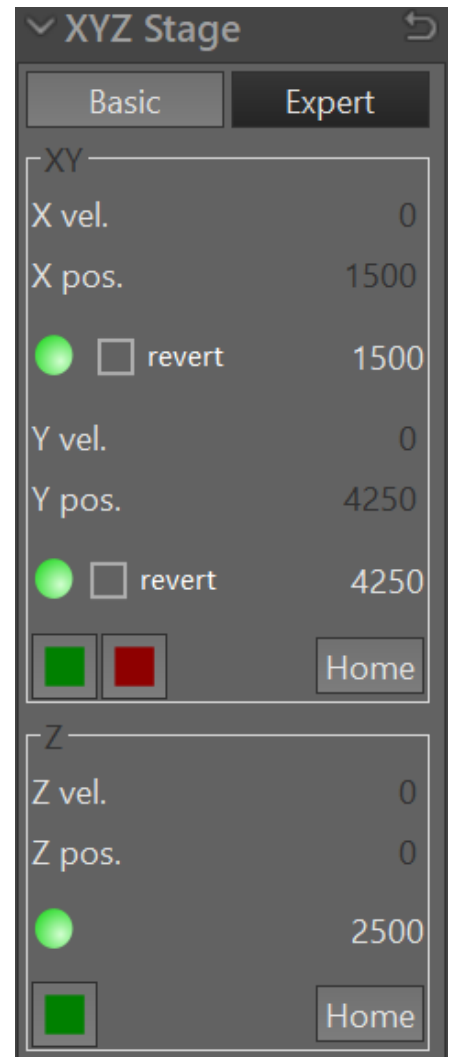 XYZ Stage
Basic Expert
XY
X vel. 0
X pos. 1500
revert 1500
Y vel. 0
Y pos. 4250
revert 4250
Home
Z
Z vel. 0
Z pos. 0
2500
Home